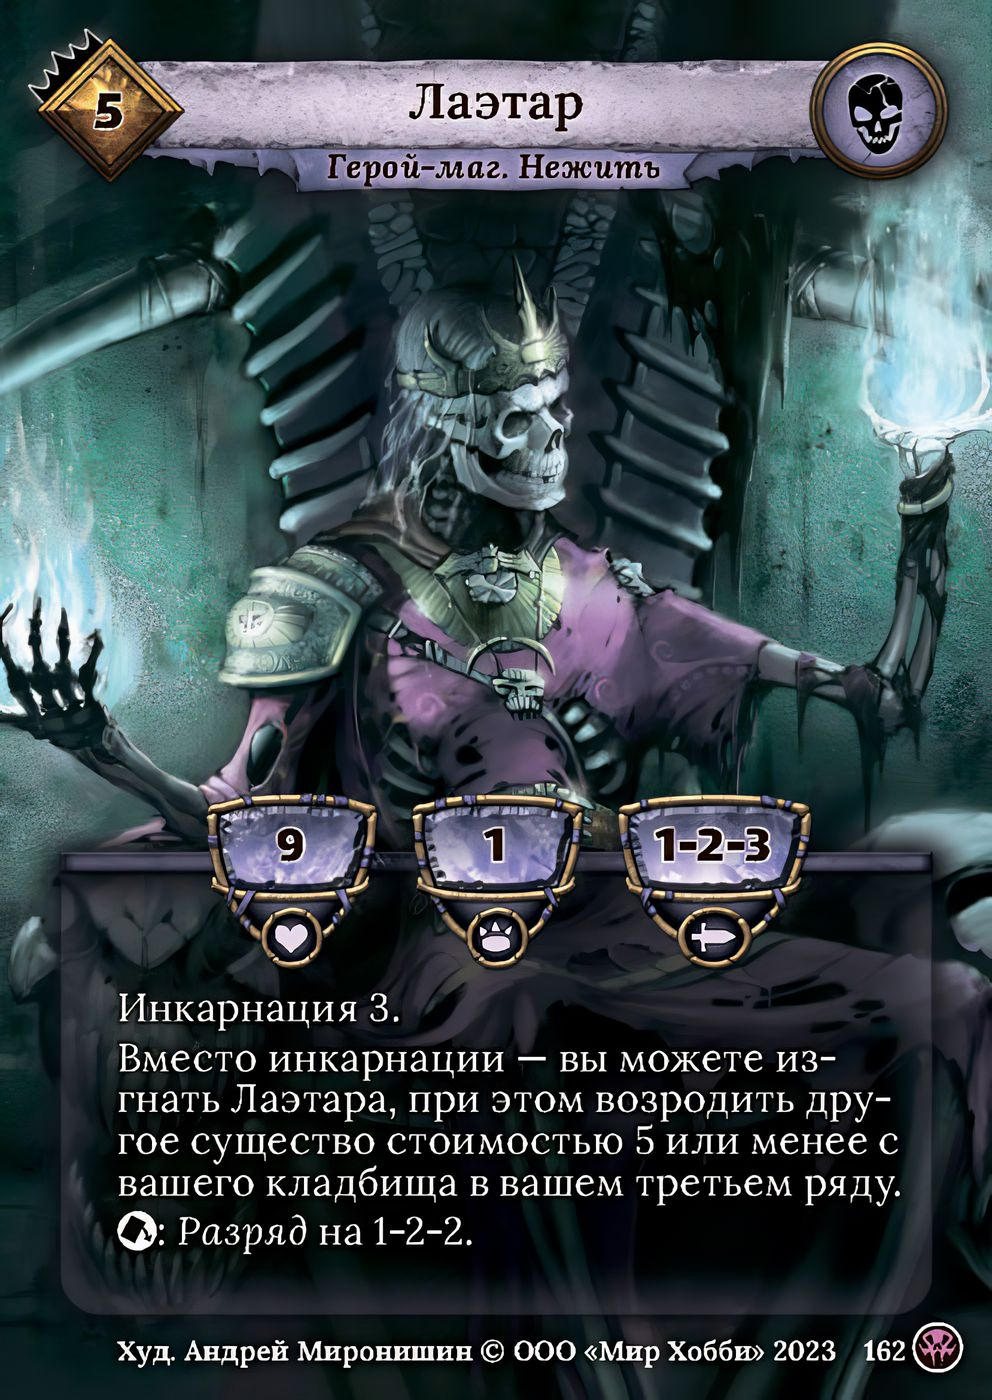 5
Лаэтар
Герой-маг. Нежить
9
1
1-2-3
Инкарнация 3.
Вместо инкарнации — вы можете из-
гнать Лаэтара, при этом возродить дру-
гое существо стоимостью 5 или менее с
вашего кладбища в вашем третьем ряду.
: Разряд на 1-2-2.
Худ. Андрей Миронишин © ООО «Мир Хобби» 2023 162